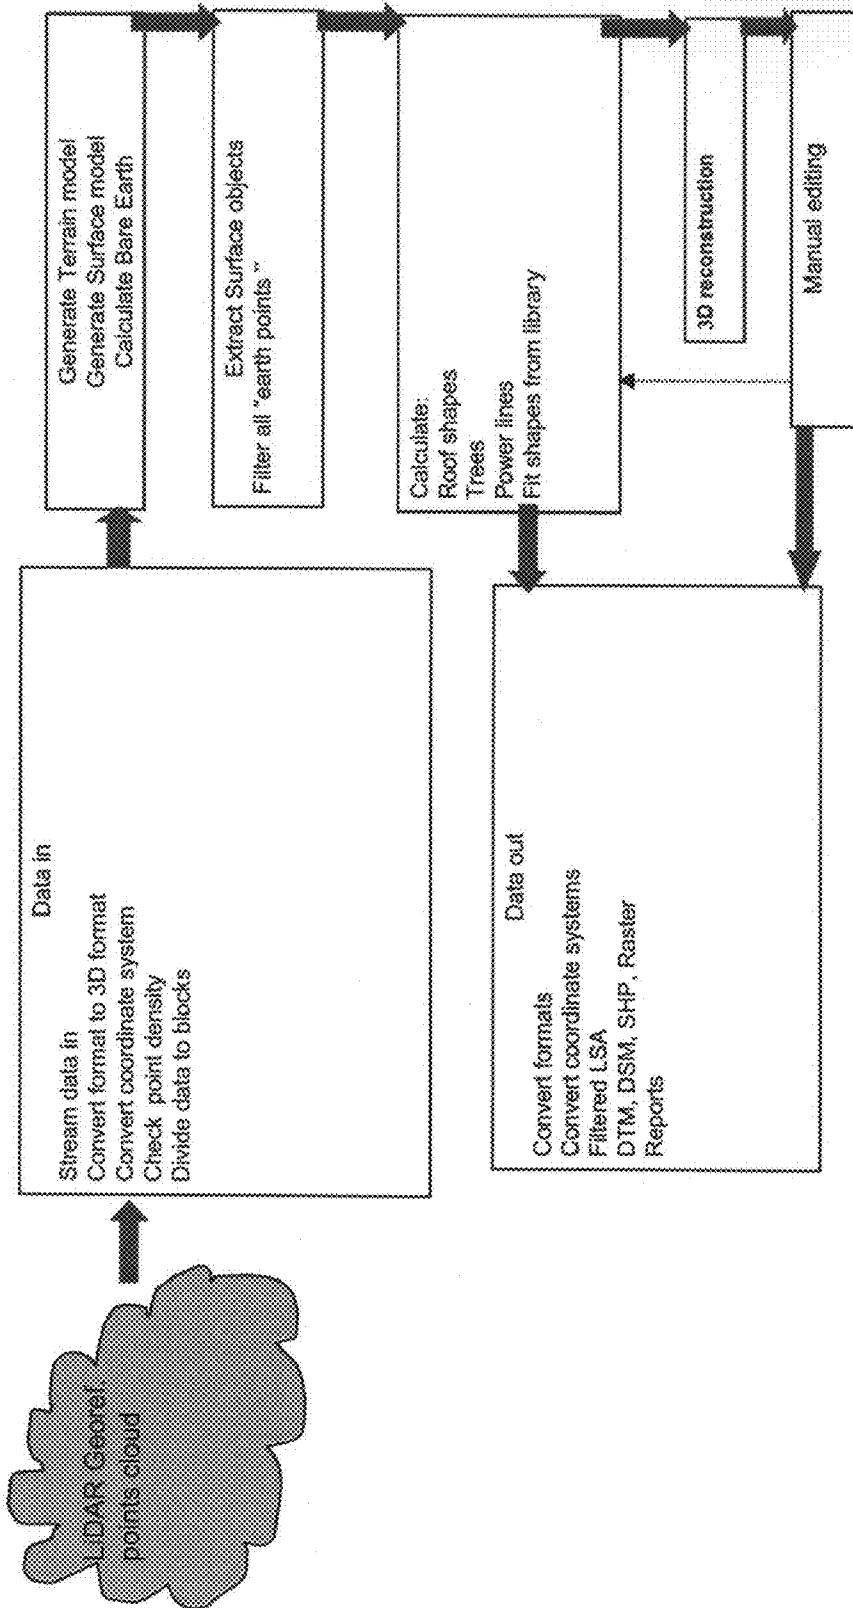 LiDAR Georef.
points cloud
Data in
Stream data in
Convert format to 3D format
Convert coordinate system
Check point density
Divide data to blocks
Generate Terrain model
Generate Surface model
Calculate Bare Earth
Extract Surface objects
Filter all "earth points"
Calculate:
Roof shapes
Trees
Power lines
Fit shapes from library
3D reconstruction
Manual editing
Data out
Convert formats
Convert coordinate systems
Filtered LSA
DTM, DSM, SHP, Raster
Reports